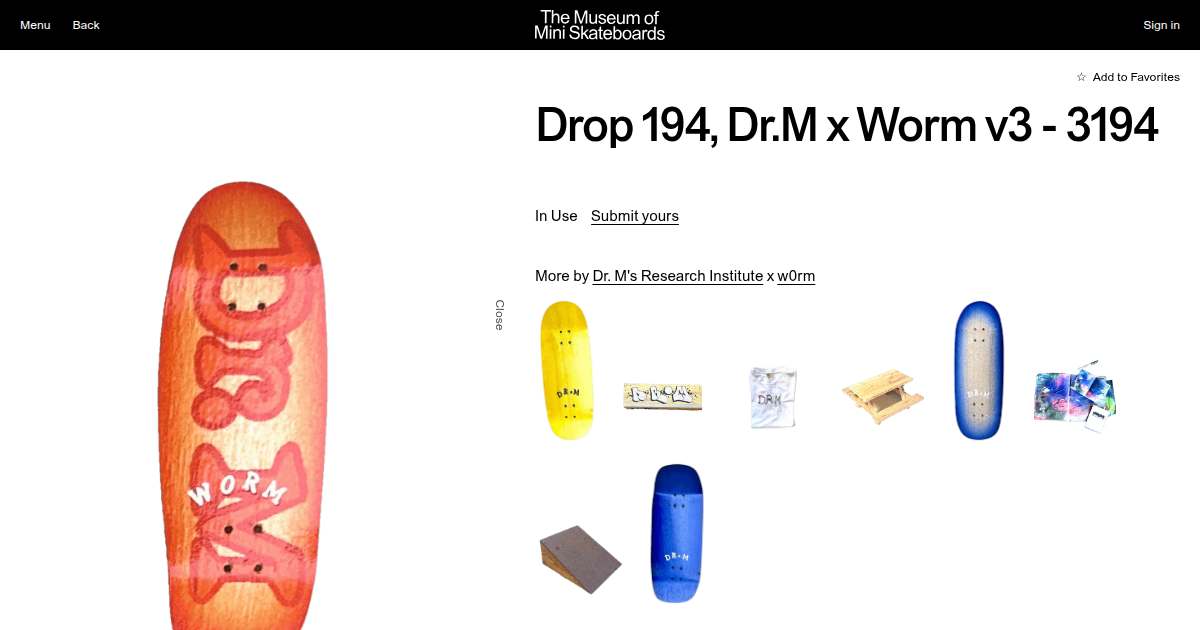 Menu
Back
The Museum of
Mini Skateboards
Sign in
☆ Add to Favorites
Drop 194, Dr.M x Worm v3 - 3194
In Use Submit yours
More by Dr. M's Research Institute x w0rm
Close
WORM
DR•M
DRM
DR•M
DR•M